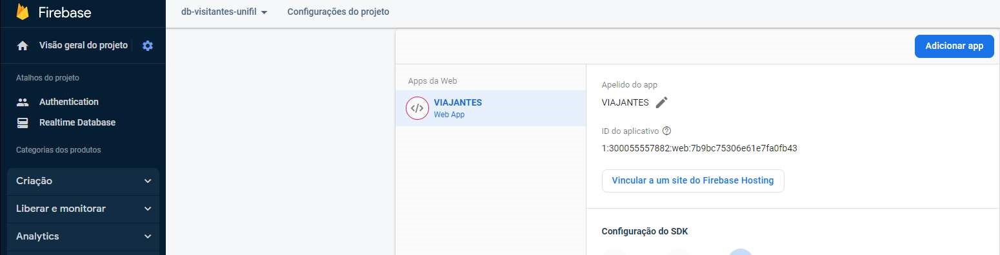 Firebase
db-visitantes-unifil
Configurações do projeto
Visão geral do projeto
Atalhos do projeto
Authentication
Realtime Database
Categorias dos produtos
Criação
Liberar e monitorar
Analytics
Adicionar app
Apps da Web
VIAJANTES
Web App
Apelido do app
VIAJANTES
ID do aplicativo
1:300055557882:web:7b9bc75306e61e7fa0fb43
Vincular a um site do Firebase Hosting
Configuração do SDK